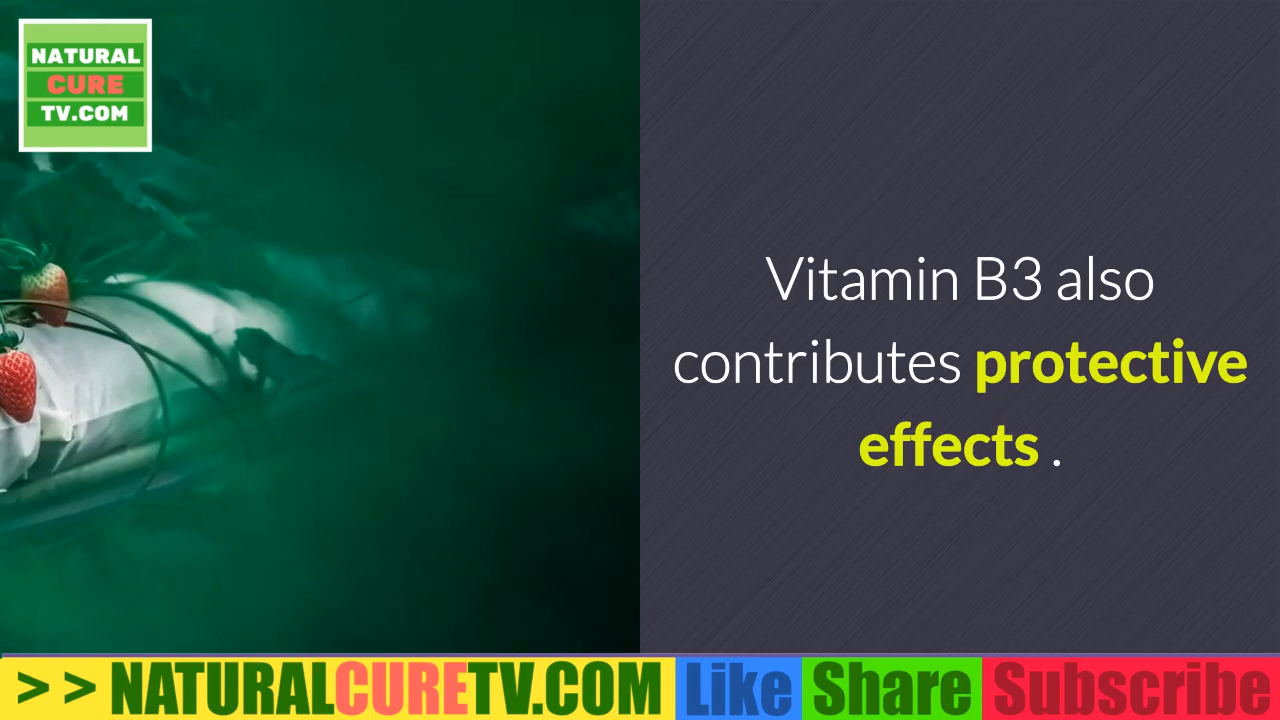 NATURAL
CURE
TV.COM
Vitamin B3 also
contributes protective
effects .
> > NATURALCURETV.COM Like Share Subscribe